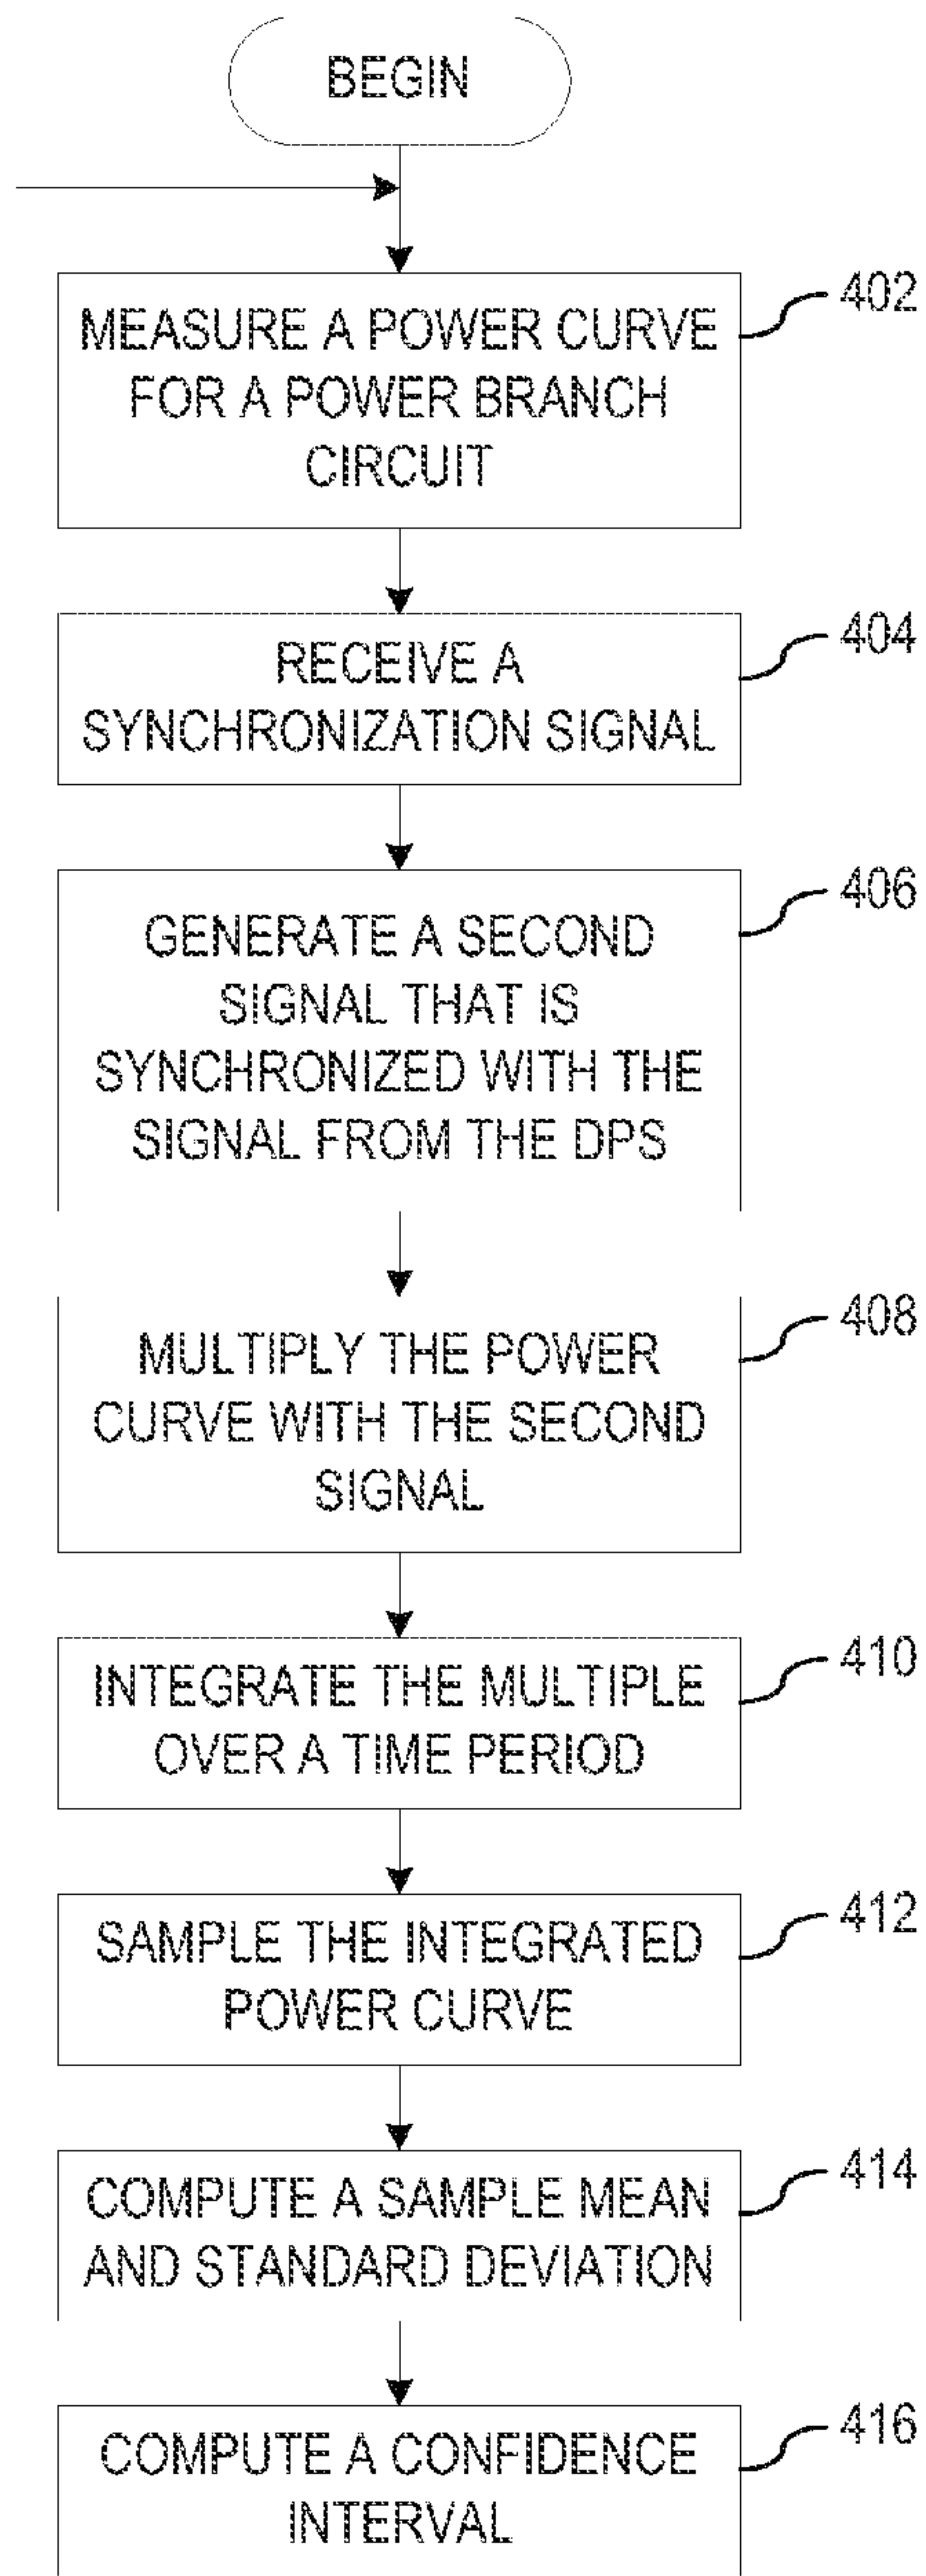 BEGIN
MEASURE A POWER CURVE
FOR A POWER BRANCH
CIRCUIT
402
RECEIVE A
SYNCHRONIZATION SIGNAL
404
GENERATE A SECOND
SIGNAL THAT IS
SYNCHRONIZED WITH THE
SIGNAL FROM THE DPS
406
MULTIPLY THE POWER
CURVE WITH THE SECOND
SIGNAL
408
INTEGRATE THE MULTIPLE
OVER A TIME PERIOD
410
SAMPLE THE INTEGRATED
POWER CURVE
412
COMPUTE A SAMPLE MEAN
AND STANDARD DEVIATION
414
COMPUTE A CONFIDENCE
INTERVAL
416